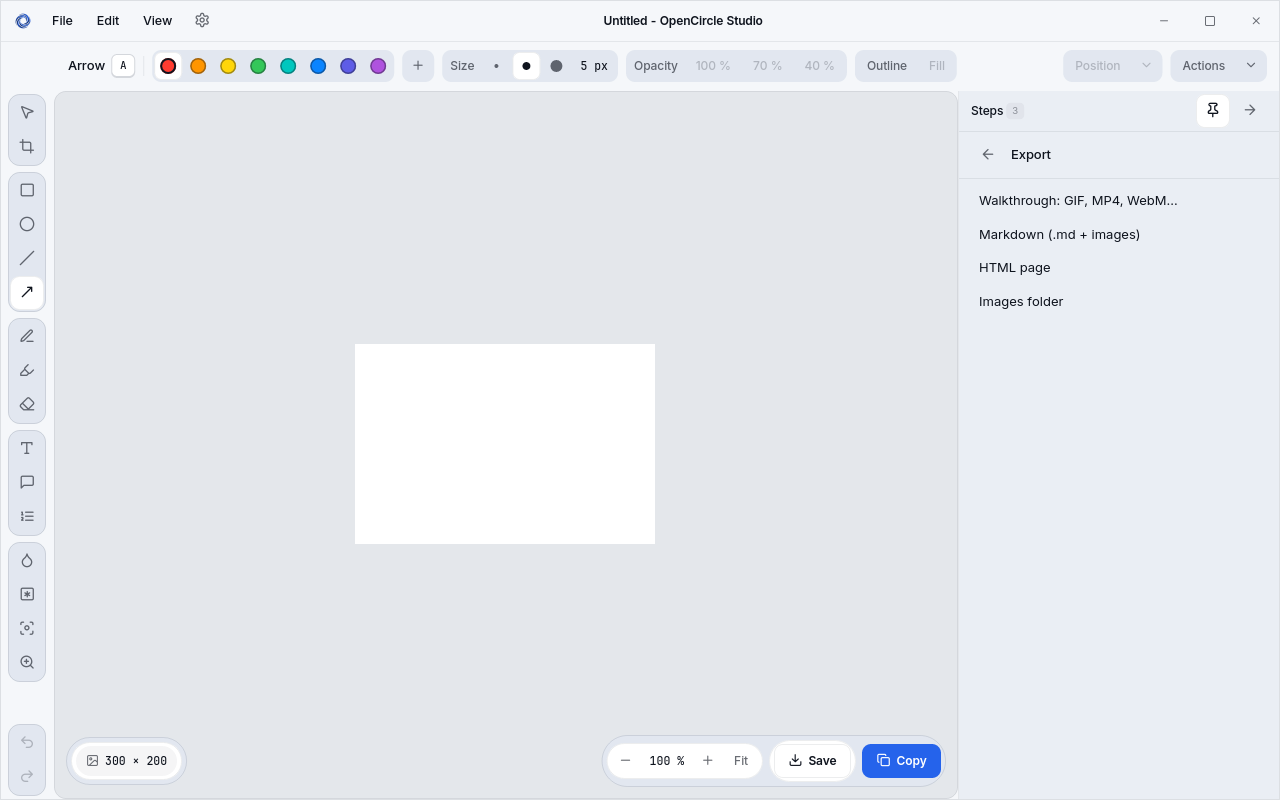 File Edit View Untitled - OpenCircle Studio
Arrow A Size 5 px Opacity 100 % 70 % 40 % Outline Fill Position Actions
Steps 3
Export
Walkthrough: GIF, MP4, WebM...
Markdown (.md + images)
HTML page
Images folder
300 × 200 100 % Fit Save Copy